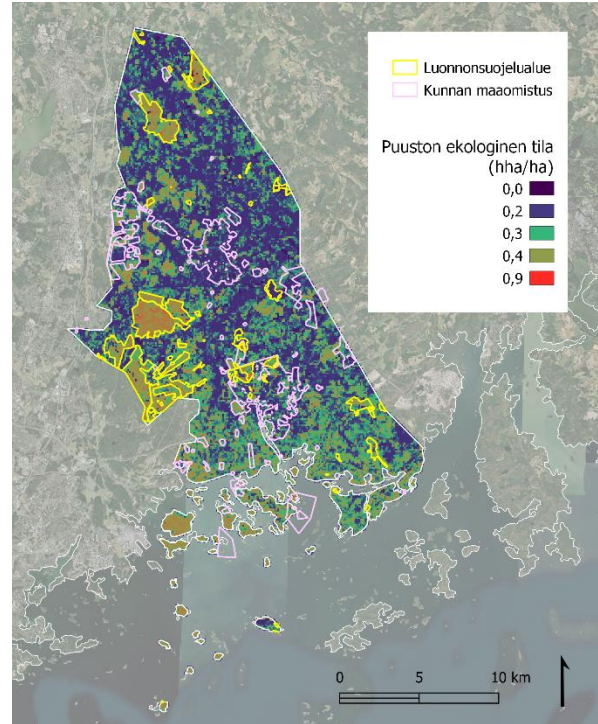 Luonnonsuojelualue
Kunnan maaomistus
Puuston ekologinen tila
(hha/ha)
0,0
0,2
0,3
0,4
0,9
0 5 10 km